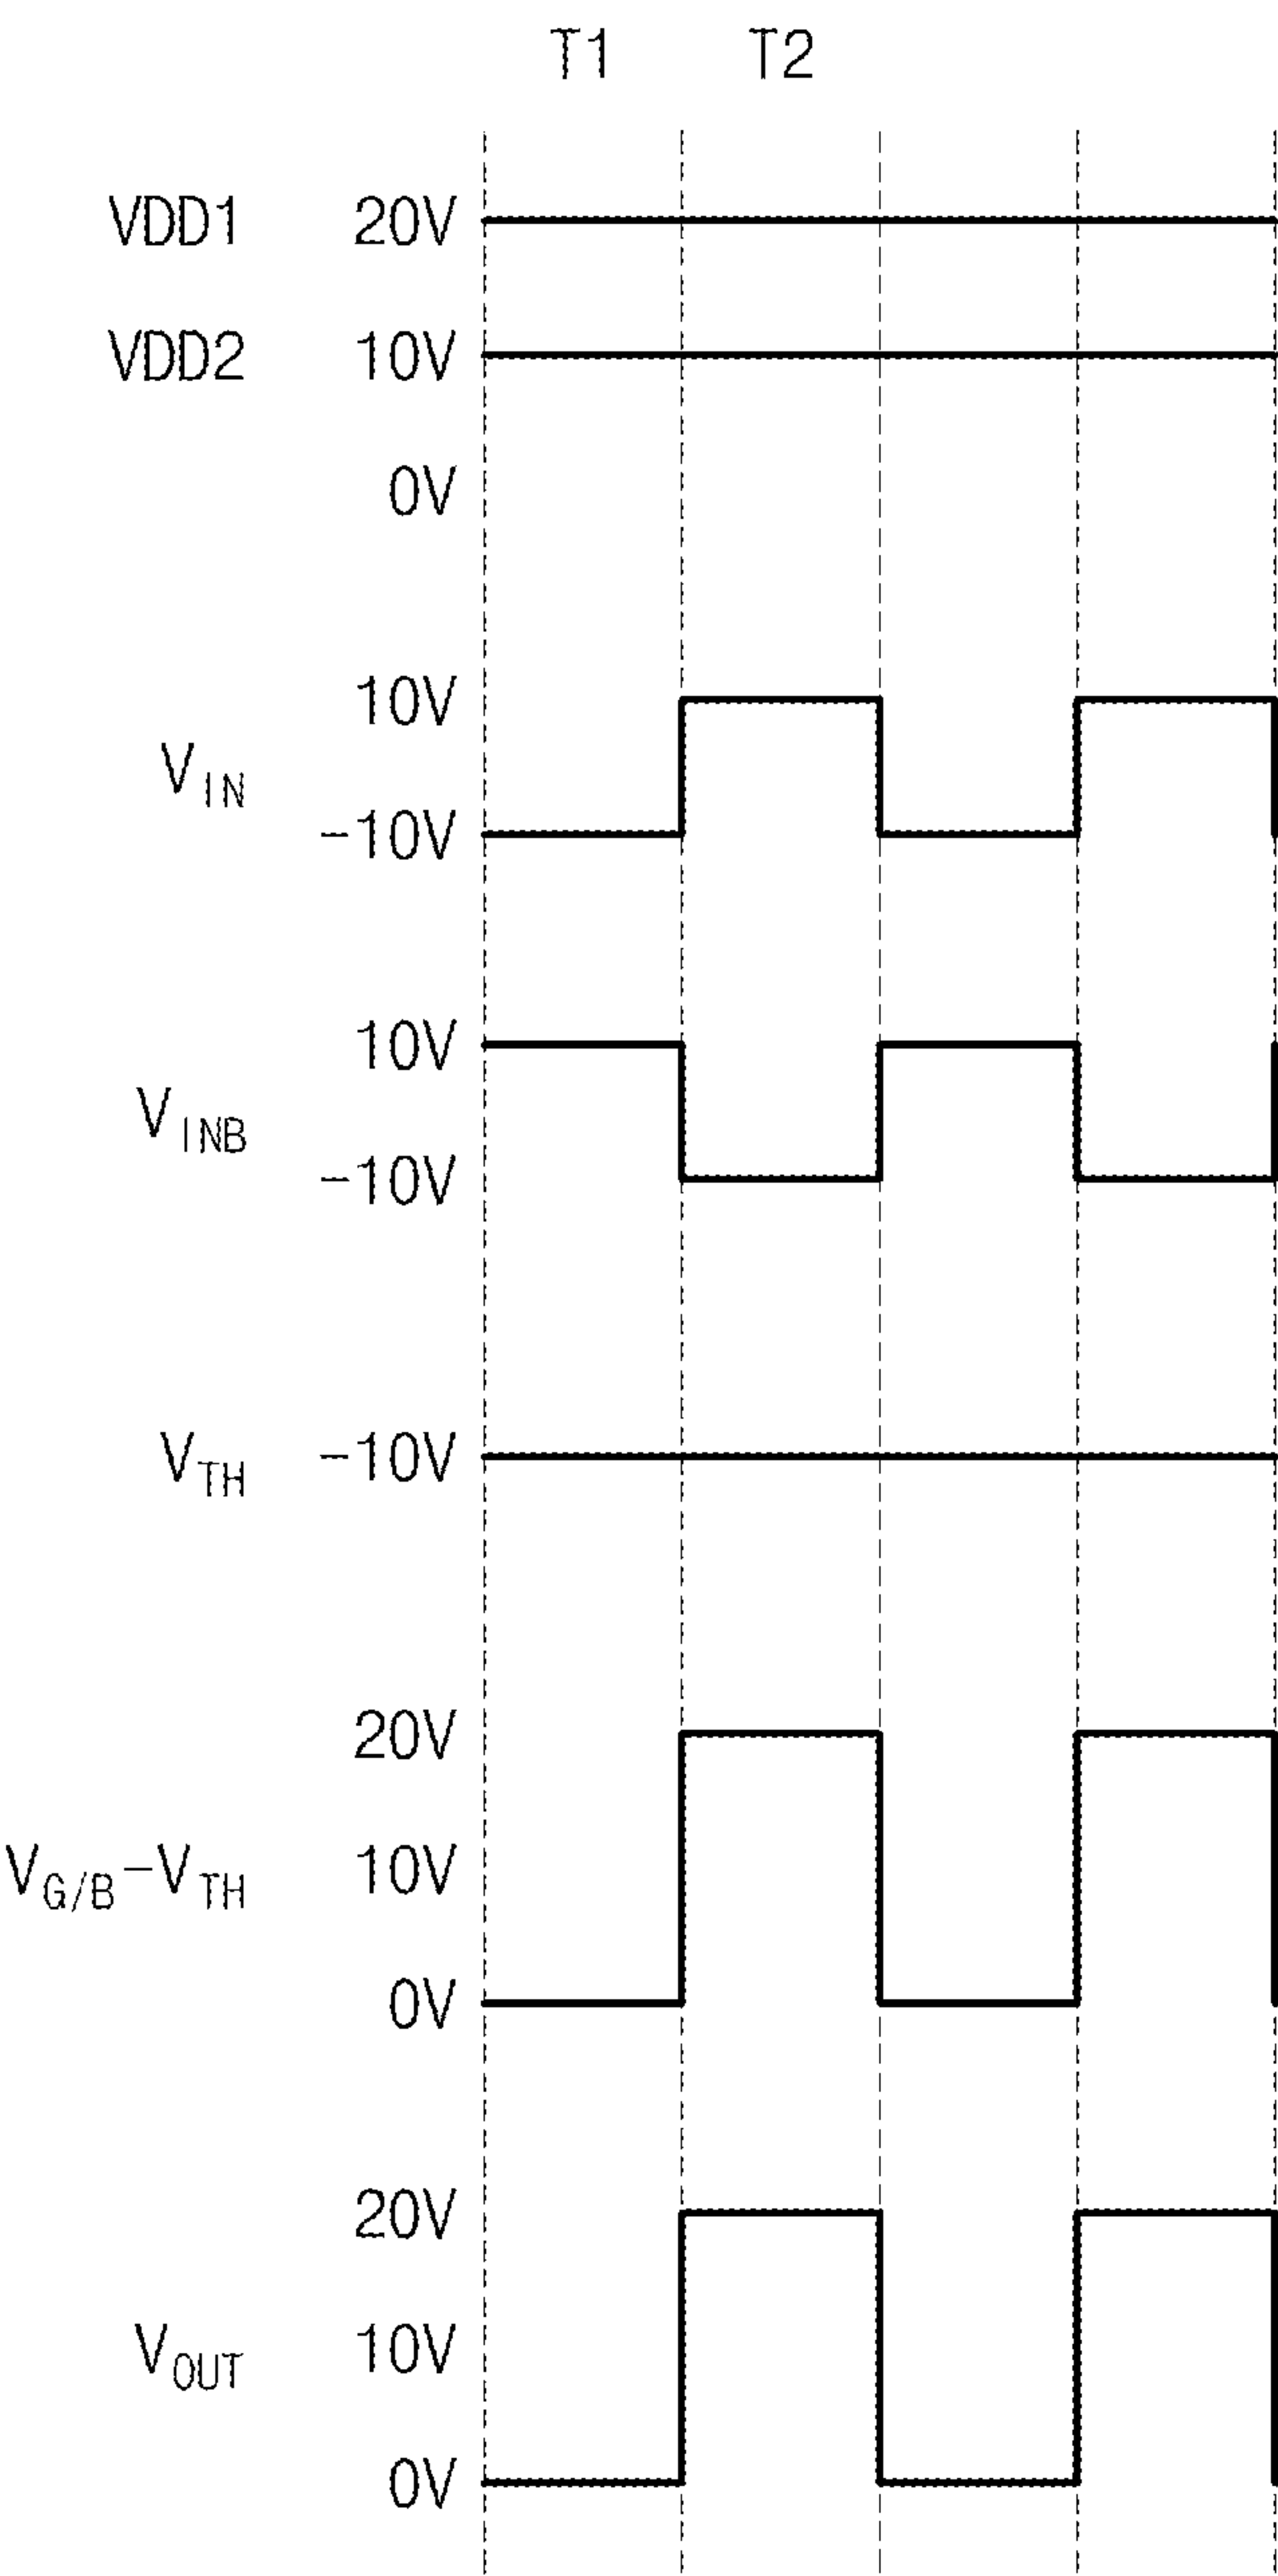 T1 T2
VDD1 20V
VDD2 10V
0V
10V
VIN
-10V
10V
VINB
-10V
VTH -10V
20V
VG/B-VTH 10V
0V
20V
VOUT 10V
0V